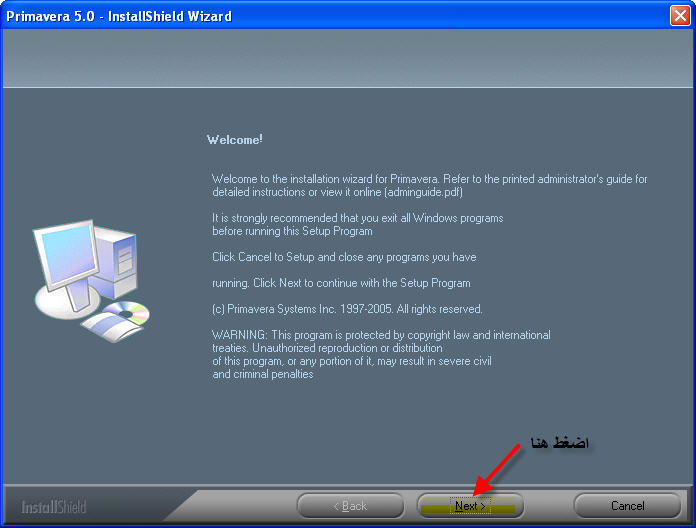 Primavera 5.0 - InstallShield Wizard
Welcome!
Welcome to the installation wizard for Primavera. Refer to the printed administrator's guide for
detailed instructions or view it online (adminguide.pdf)
It is strongly recommended that you exit all Windows programs
before running this Setup Program
Click Cancel to Setup and close any programs you have
running. Click Next to continue with the Setup Program
(c) Primavera Systems Inc. 1997-2005. All rights reserved.
WARNING: This program is protected by copyright law and international
treaties. Unauthorized reproduction or distribution
of this program, or any portion of it, may result in severe civil
and criminal penalties
اضغط هنا
InstallShield
< Back
Next >
Cancel